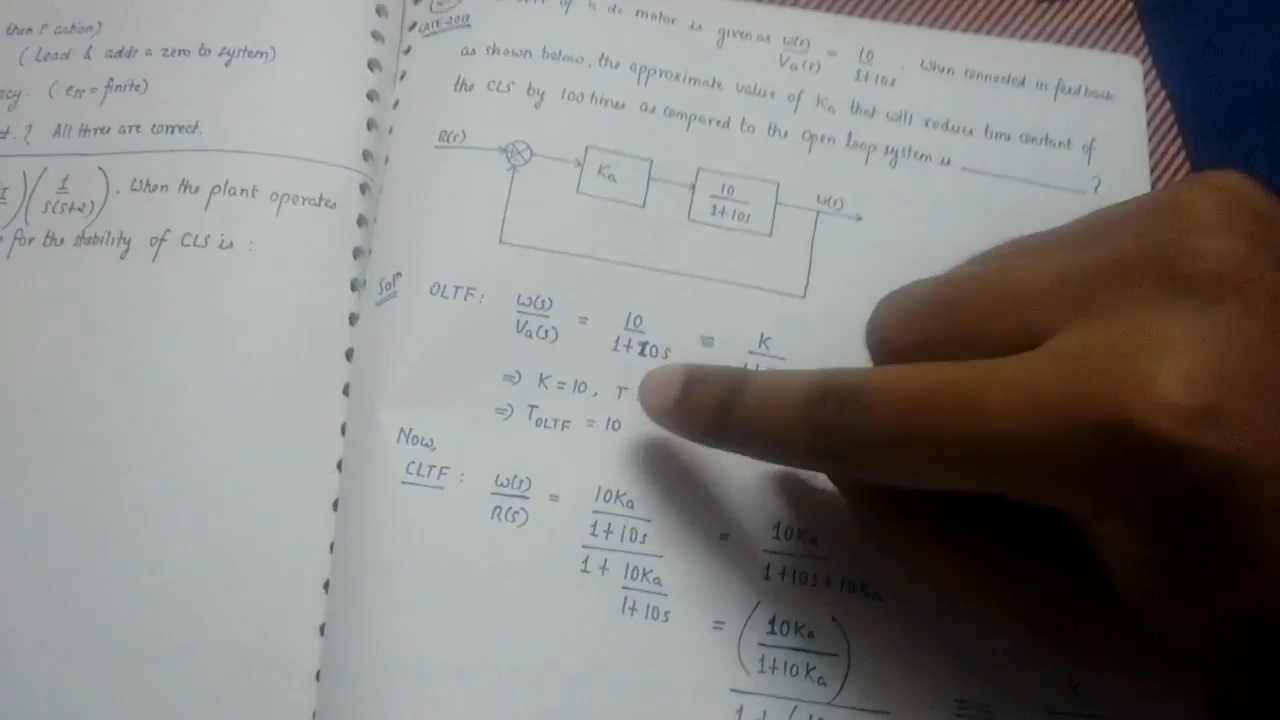 then P action)
(Lead & adds a zero to system)
(ess = finite)
All three are correct.
(1/s(s+2)). When the plant operates
for the stability of CLS is :
of a dc motor is given as ω(s)/Va(s) = 10/1+10s . When connected in feedback
as shown below, the approximate value of Ka that will reduce time constant of
the CLS by 100 times as compared to the open loop system is ________ ?
R(s)
Ka
10/1+10s
ω(s)
Solⁿ
OLTF : ω(s)/Va(s) = 10/1+10s ≡ K
⇒ K = 10, T
⇒ TOLTF = 10
Now,
CLTF : ω(s)/R(s) = 10Ka/1+10s / 1 + 10Ka/1+10s = 10Ka/1+10s+10Ka
= (10Ka/1+10Ka)